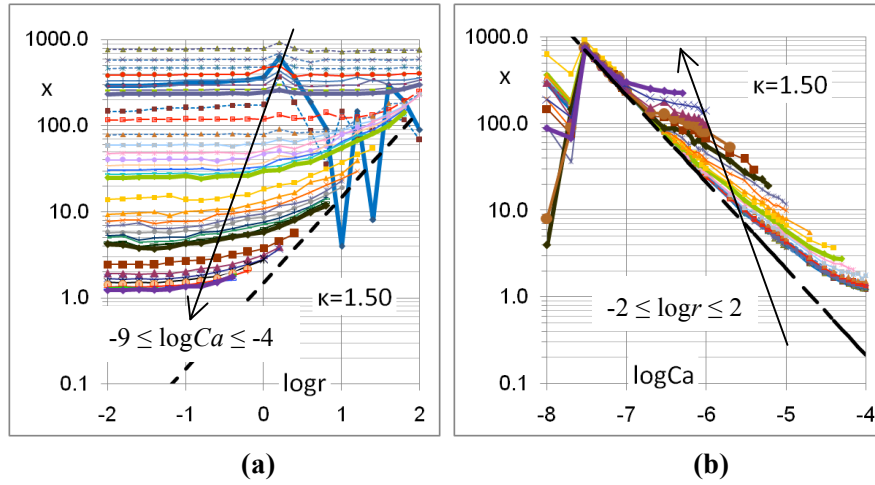 1000.0
x
100.0
10.0
1.0
0.1
κ=1.50
-9 ≤ logCa ≤ -4
logr
-2 -1 0 1 2
(a)
1000.0
x
100.0
10.0
1.0
0.1
κ=1.50
-2 ≤ logr ≤ 2
logCa
-8 -7 -6 -5 -4
(b)